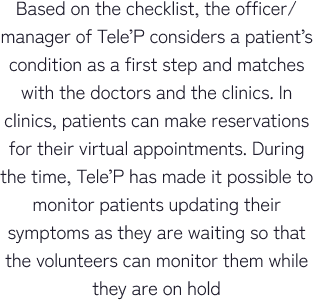 Based on the checklist, the officer/
manager of Tele’P considers a patient’s
condition as a first step and matches
with the doctors and the clinics. In
clinics, patients can make reservations
for their virtual appointments. During
the time, Tele’P has made it possible to
monitor patients updating their
symptoms as they are waiting so that
the volunteers can monitor them while
they are on hold